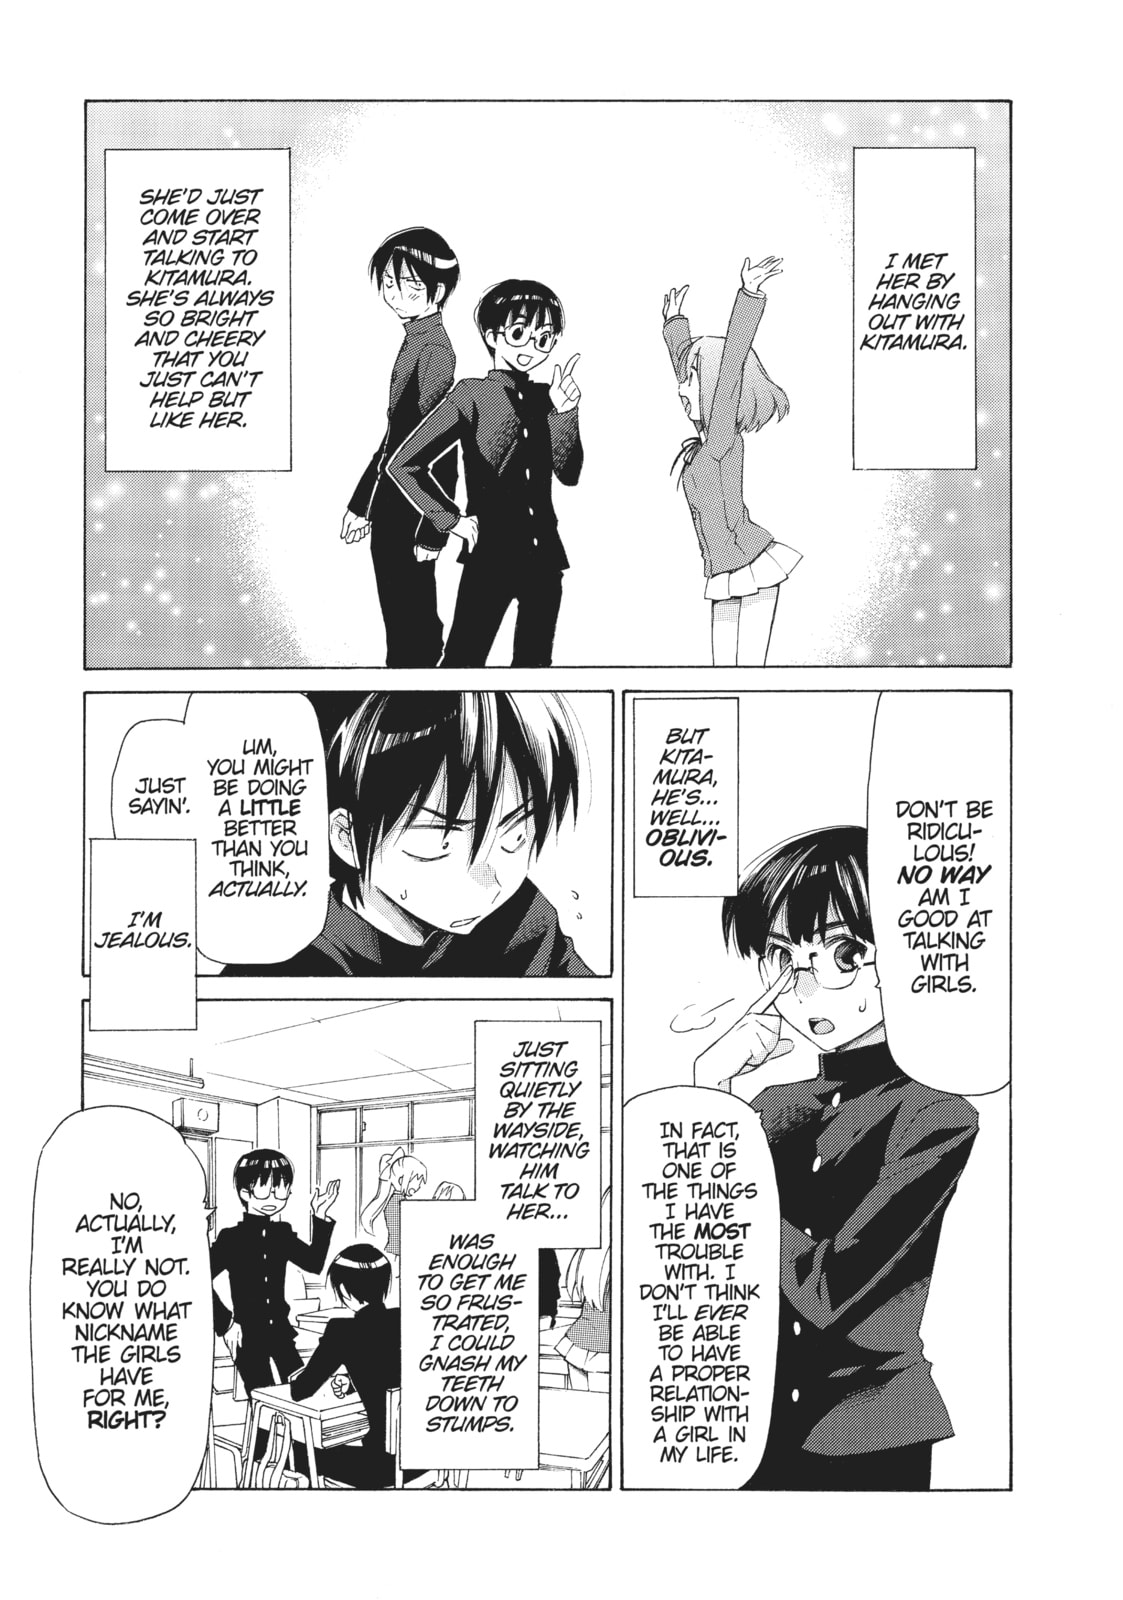 I MET
HER BY
HANGING
OUT WITH
KITAMURA.
SHE'D JUST
COME OVER
AND START
TALKING TO
KITAMURA.
SHE'S ALWAYS
SO BRIGHT
AND CHEERY
THAT YOU
JUST CAN'T
HELP BUT
LIKE HER.
BUT
KITA-
MURA,
HE'S...
WELL...
OBLIVI-
OUS.
DON'T BE
RIDICU-
LOUS!
NO WAY
AM I
GOOD AT
TALKING
WITH
GIRLS.
IN FACT,
THAT IS
ONE OF
THE THINGS
I HAVE
THE MOST
TROUBLE
WITH. I
DON'T THINK
I'LL EVER
BE ABLE
TO HAVE
A PROPER
RELATION-
SHIP WITH
A GIRL IN
MY LIFE.
UM,
YOU MIGHT
BE DOING
A LITTLE
BETTER
THAN YOU
THINK,
ACTUALLY.
JUST
SAYIN'.
I'M
JEALOUS.
JUST
SITTING
QUIETLY
BY THE
WAYSIDE,
WATCHING
HIM
TALK TO
HER...
WAS
ENOUGH
TO GET ME
SO FRUS-
TRATED,
I COULD
GNASH MY
TEETH
DOWN TO
STUMPS.
NO,
ACTUALLY,
I'M
REALLY NOT.
YOU DO
KNOW WHAT
NICKNAME
THE GIRLS
HAVE
FOR ME,
RIGHT?